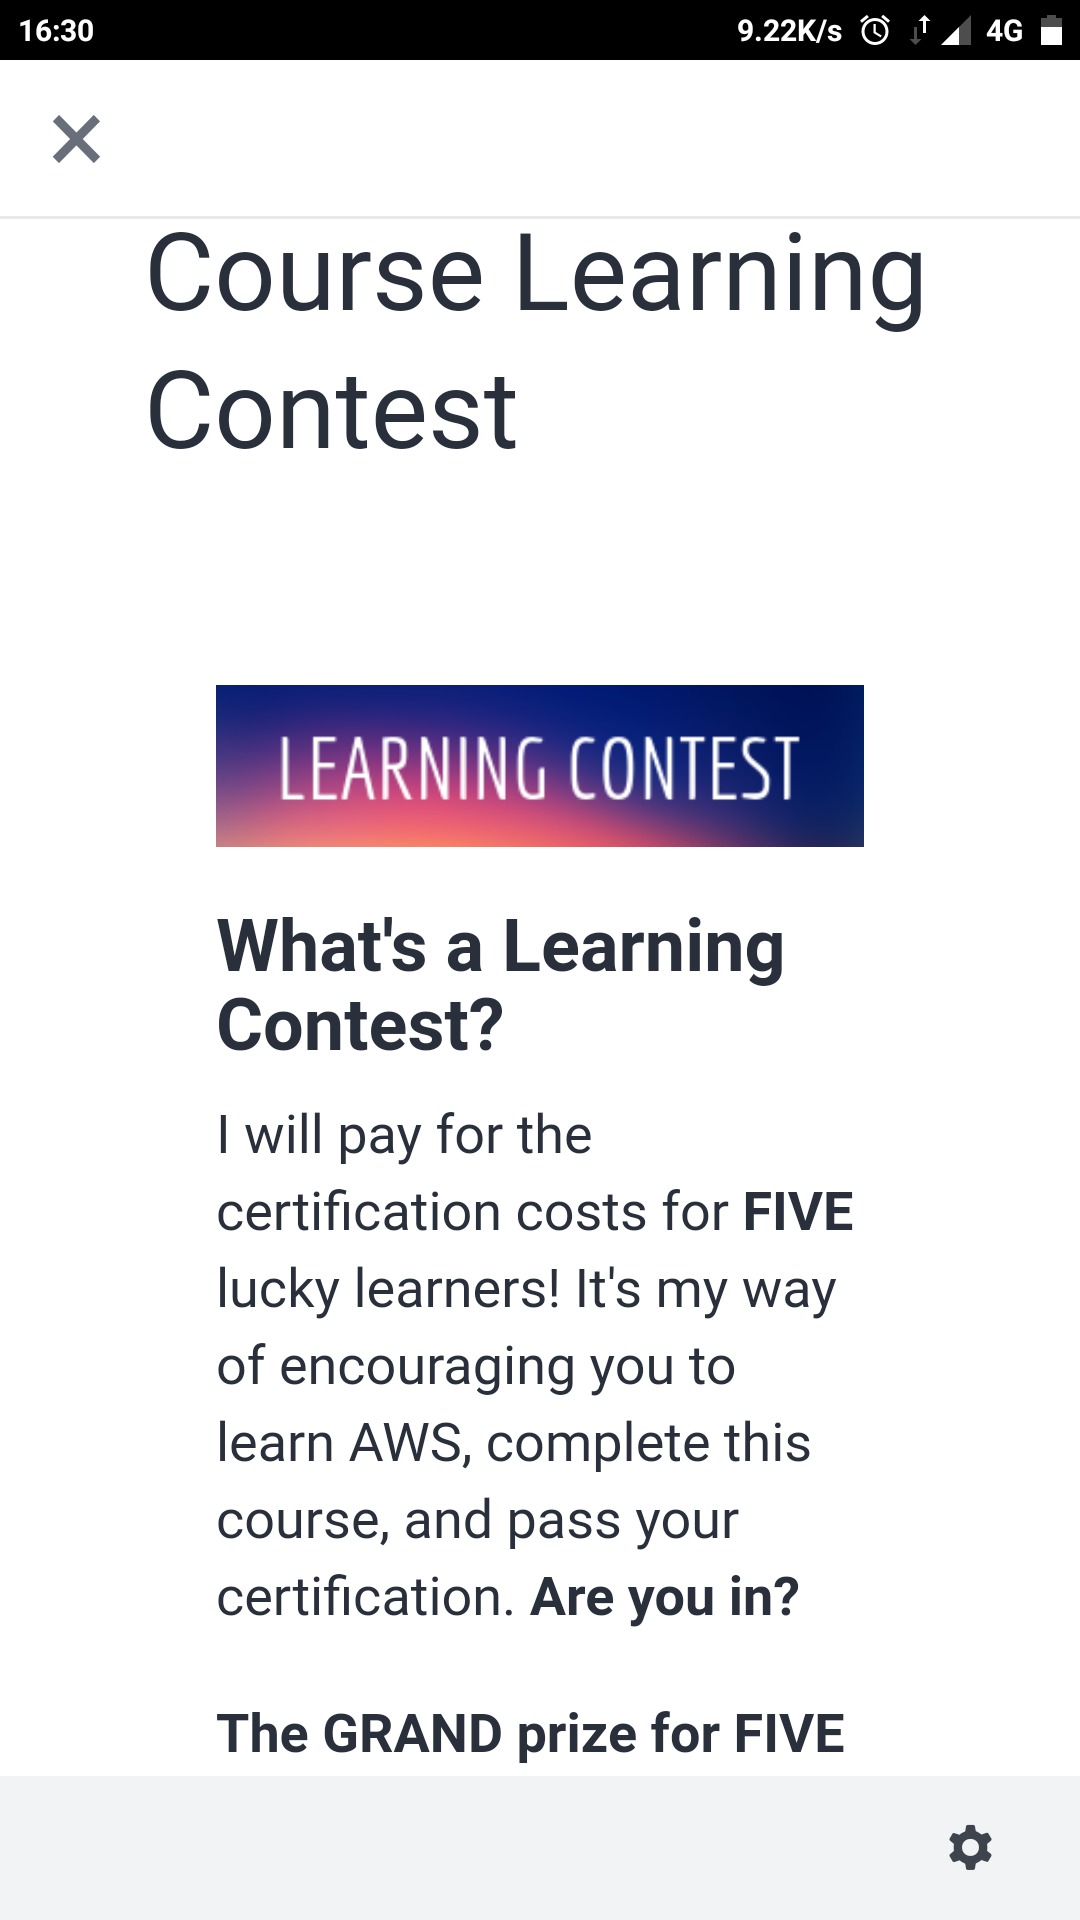 16:30 9.22K/s 4G
Course Learning
Contest
LEARNING CONTEST
What's a Learning
Contest?
I will pay for the
certification costs for FIVE
lucky learners! It's my way
of encouraging you to
learn AWS, complete this
course, and pass your
certification. Are you in?
The GRAND prize for FIVE